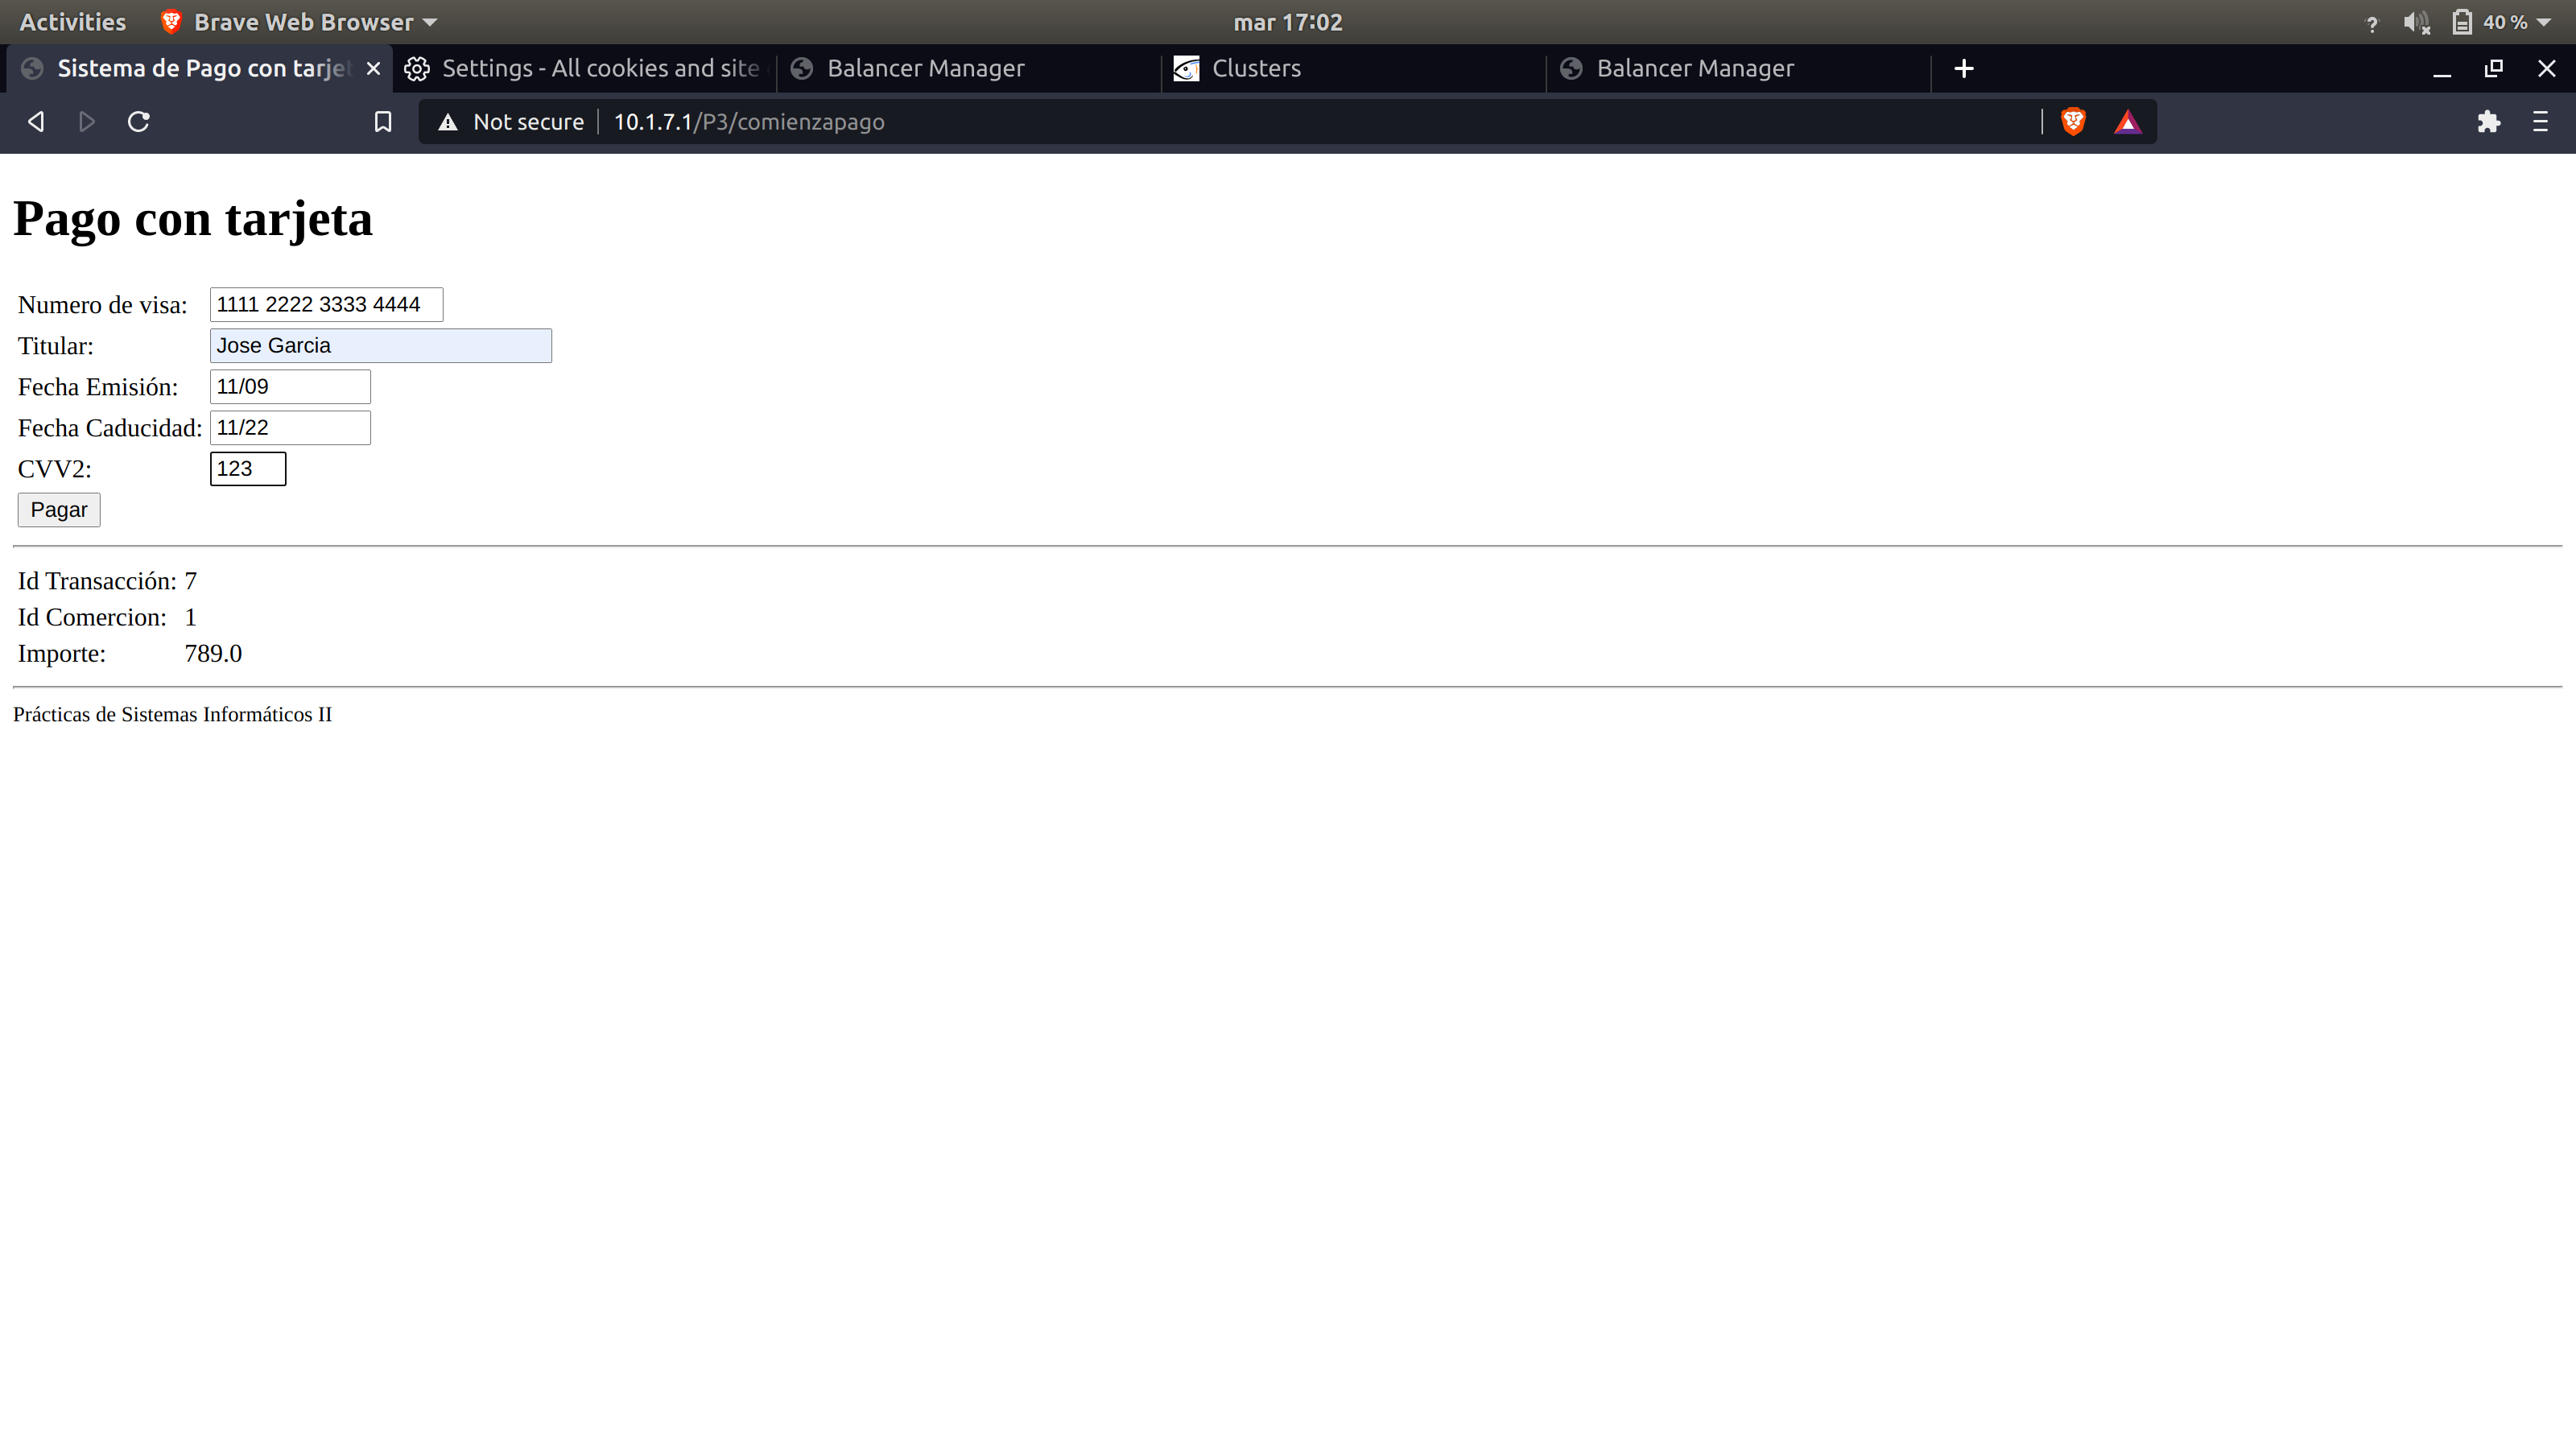 Activities Brave Web Browser mar 17:02 ? 40 %
Sistema de Pago con tarjet Settings - All cookies and site Balancer Manager Clusters Balancer Manager
Not secure 10.1.7.1/P3/comienzapago
Pago con tarjeta
Numero de visa: 1111 2222 3333 4444
Titular: Jose Garcia
Fecha Emisión: 11/09
Fecha Caducidad: 11/22
CVV2: 123
Pagar
Id Transacción: 7
Id Comercion: 1
Importe: 789.0
Prácticas de Sistemas Informáticos II